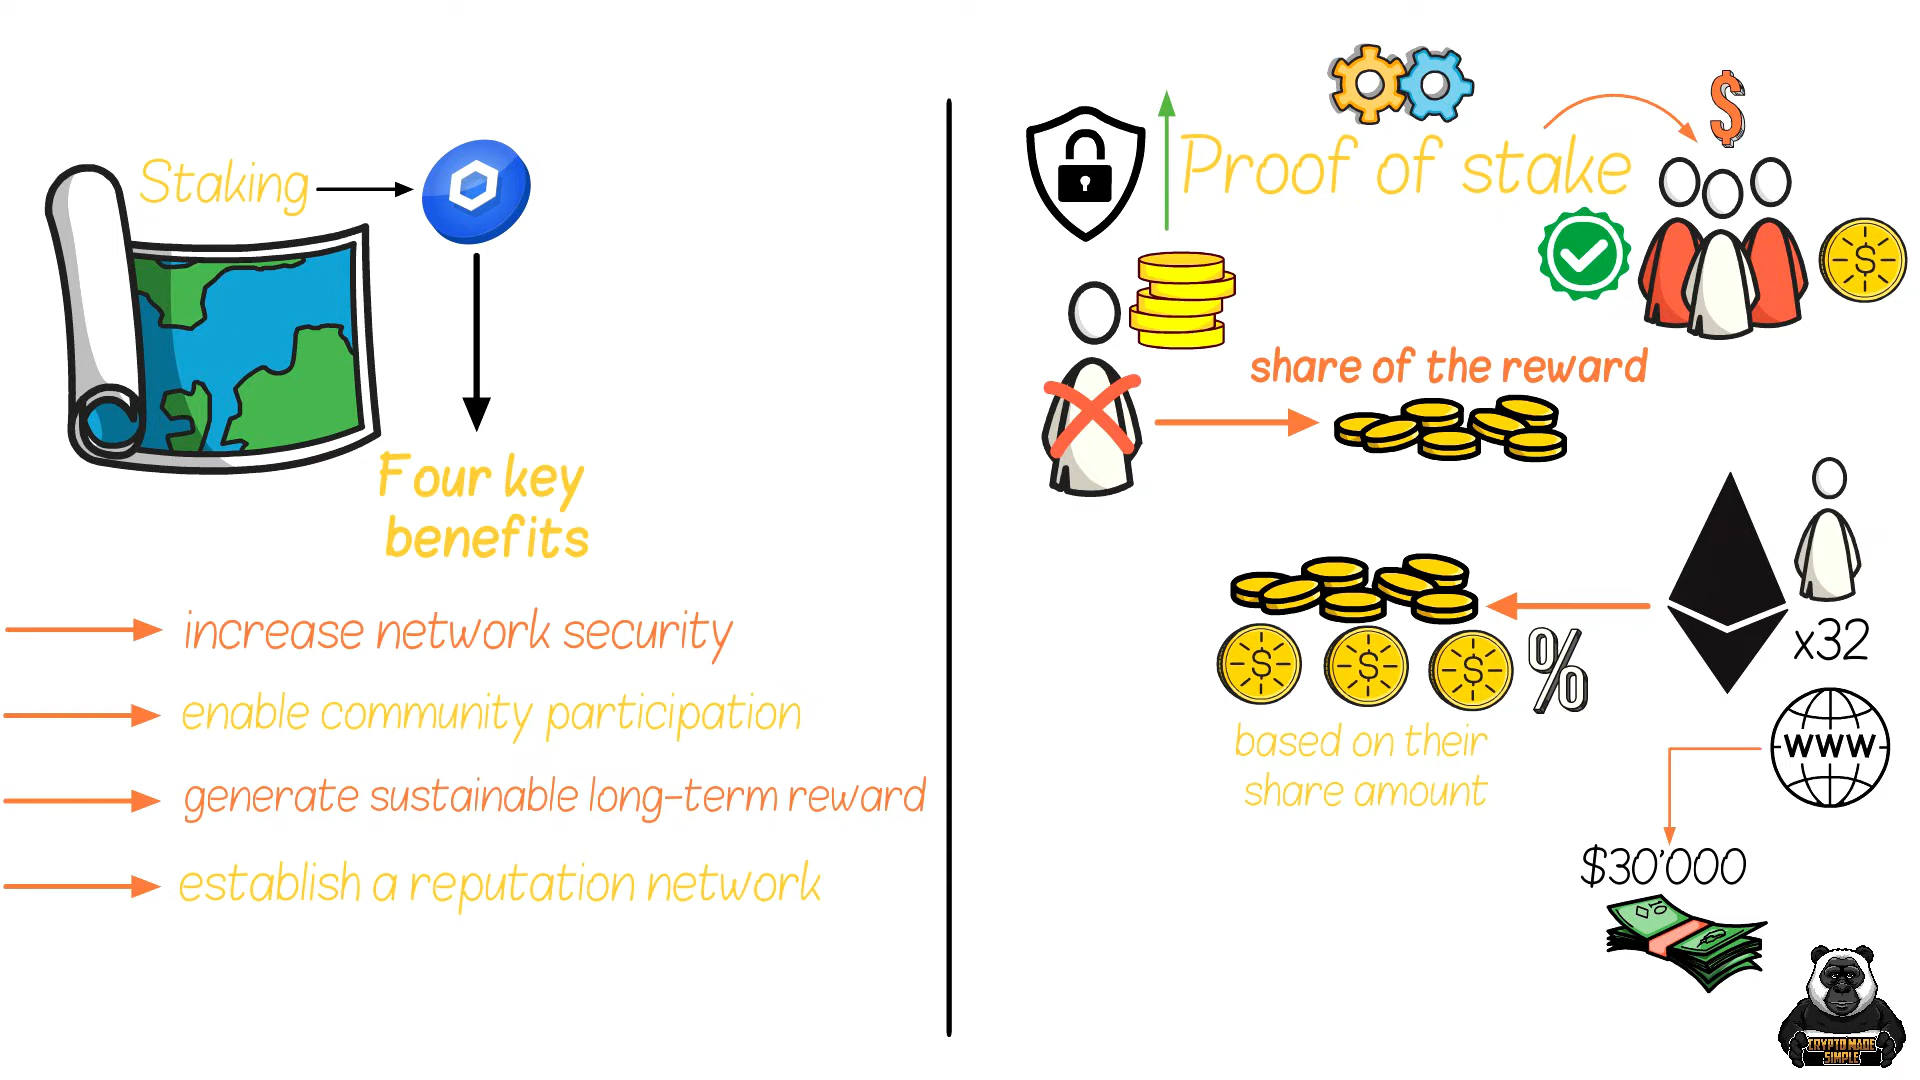 Staking
Four key
benefits
increase network security
enable community participation
generate sustainable long-term reward
establish a reputation network
Proof of stake
$
$
share of the reward
x32
$ $ $ %
based on their
share amount
WWW
$30'000
10
CRYPTO MADE
SIMPLE